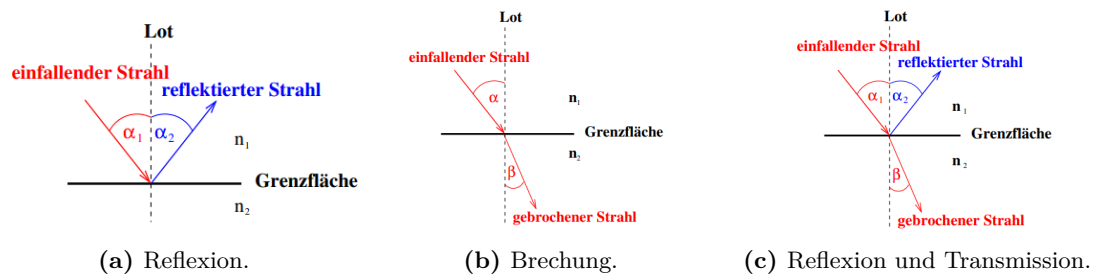 Lot
einfallender Strahl
reflektierter Strahl
α₁ α₂
n₁
Grenzfläche
n₂
(a) Reflexion.
Lot
einfallender Strahl
α
n₁
Grenzfläche
n₂
β
gebrochener Strahl
(b) Brechung.
Lot
einfallender Strahl
reflektierter Strahl
α₁ α₂
n₁
Grenzfläche
n₂
β
gebrochener Strahl
(c) Reflexion und Transmission.